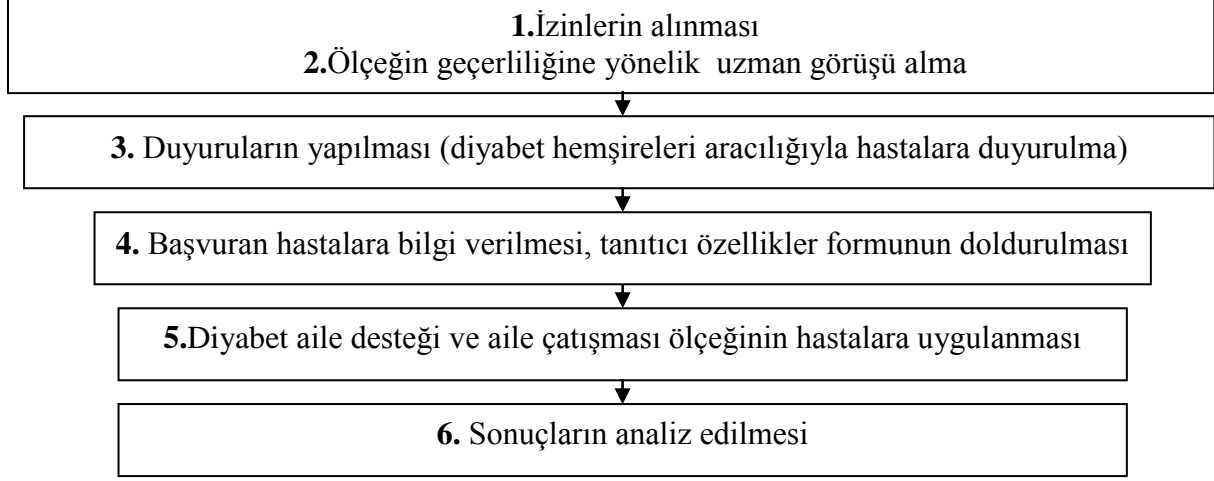 1.İzinlerin alınması
2.Ölçeğin geçerliliğine yönelik uzman görüşü alma
3. Duyuruların yapılması (diyabet hemşireleri aracılığıyla hastalara duyurulma)
4. Başvuran hastalara bilgi verilmesi, tanıtıcı özellikler formunun doldurulması
5.Diyabet aile desteği ve aile çatışması ölçeğinin hastalara uygulanması
6. Sonuçların analiz edilmesi